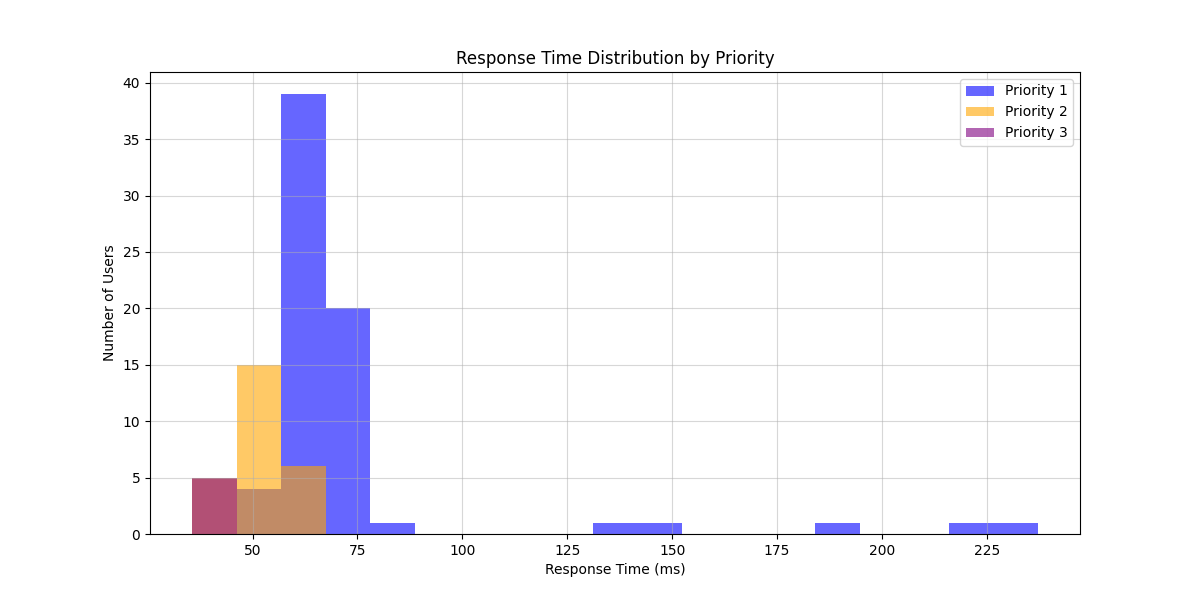 Response Time Distribution by Priority
Priority 1
Priority 2
Priority 3
Number of Users
40
35
30
25
20
15
10
5
0
50 75 100 125 150 175 200 225
Response Time (ms)